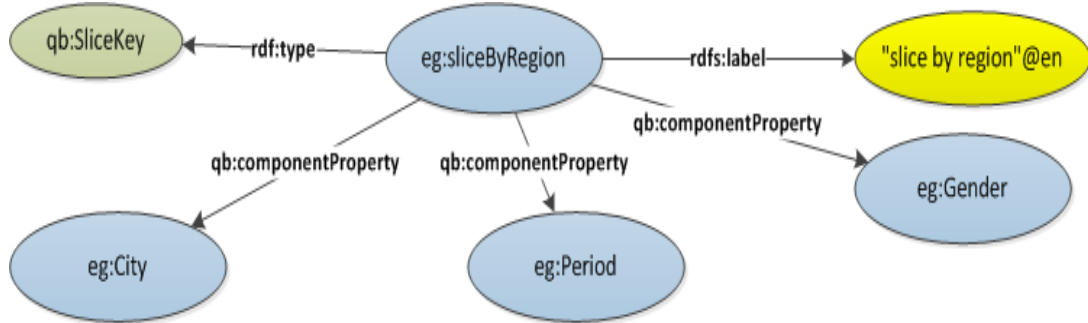 qb:SliceKey
rdf:type
eg:sliceByRegion
rdfs:label
"slice by region"@en
qb:componentProperty
qb:componentProperty
qb:componentProperty
eg:Gender
eg:City
eg:Period